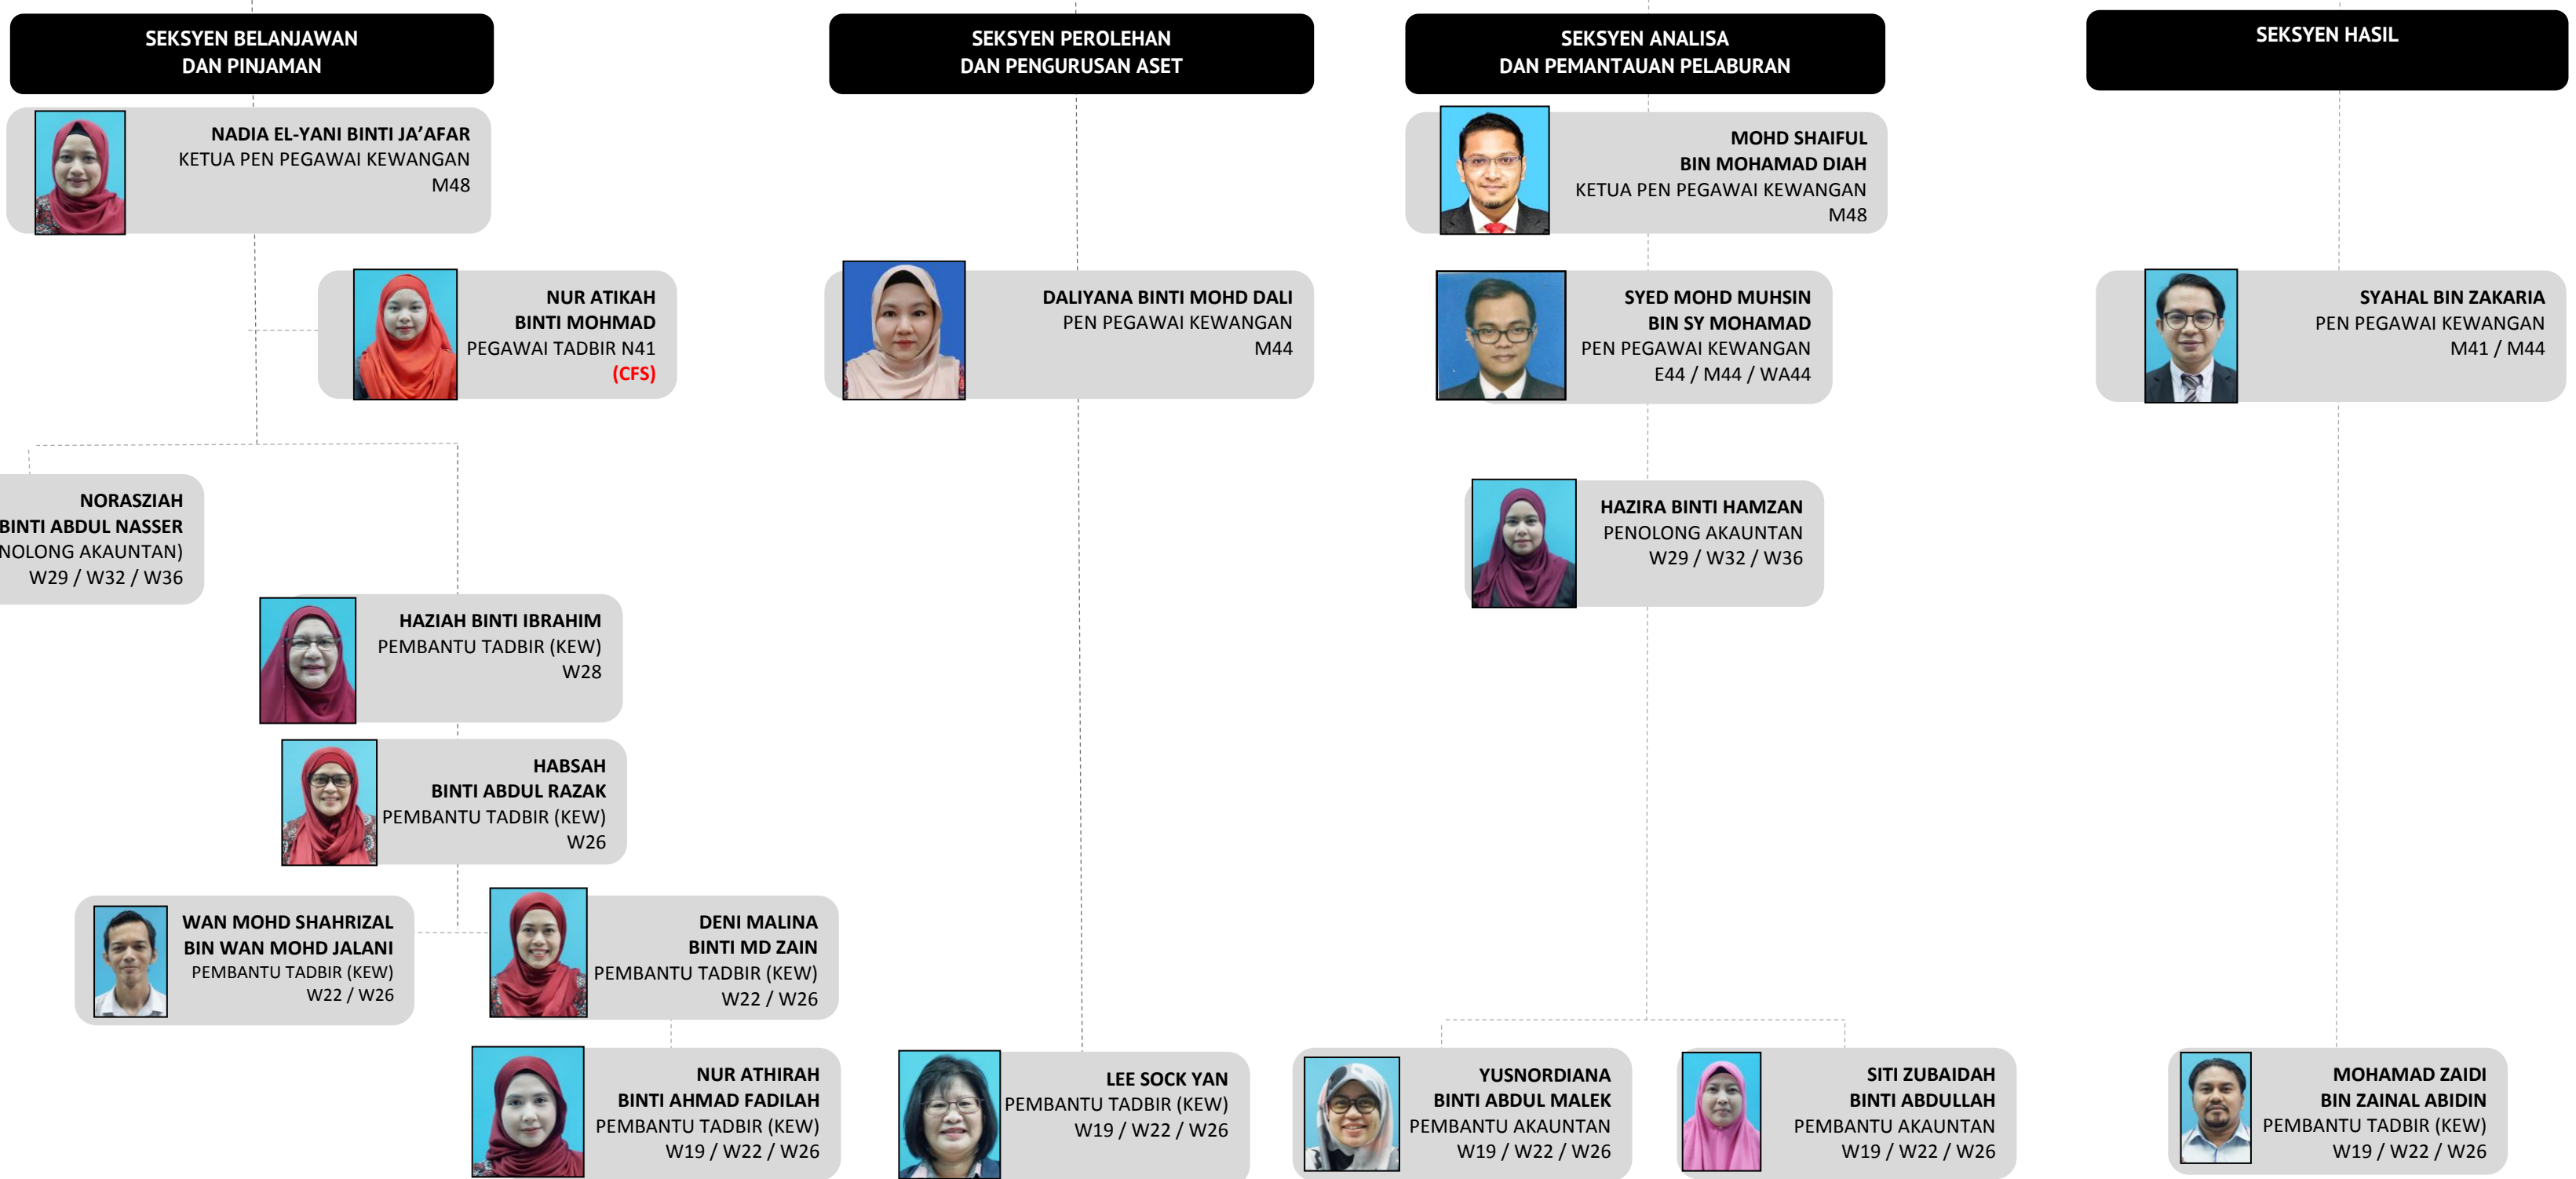 SEKSYEN BELANJAWAN
DAN PINJAMAN
NADIA EL-YANI BINTI JA’AFAR
KETUA PEN PEGAWAI KEWANGAN
M48
NUR ATIKAH
BINTI MOHMAD
PEGAWAI TADBIR N41
(CFS)
NORASZIAH
BINTI ABDUL NASSER
NOLONG AKAUNTAN)
W29 / W32 / W36
HAZIAH BINTI IBRAHIM
PEMBANTU TADBIR (KEW)
W28
HABSAH
BINTI ABDUL RAZAK
PEMBANTU TADBIR (KEW)
W26
WAN MOHD SHAHRIZAL
BIN WAN MOHD JALANI
PEMBANTU TADBIR (KEW)
W22 / W26
DENI MALINA
BINTI MD ZAIN
PEMBANTU TADBIR (KEW)
W22 / W26
NUR ATHIRAH
BINTI AHMAD FADILAH
PEMBANTU TADBIR (KEW)
W19 / W22 / W26
SEKSYEN PEROLEHAN
DAN PENGURUSAN ASET
DALIYANA BINTI MOHD DALI
PEN PEGAWAI KEWANGAN
M44
LEE SOCK YAN
PEMBANTU TADBIR (KEW)
W19 / W22 / W26
SEKSYEN ANALISA
DAN PEMANTAUAN PELABURAN
MOHD SHAIFUL
BIN MOHAMAD DIAH
KETUA PEN PEGAWAI KEWANGAN
M48
SYED MOHD MUHSIN
BIN SY MOHAMAD
PEN PEGAWAI KEWANGAN
E44 / M44 / WA44
HAZIRA BINTI HAMZAN
PENOLONG AKAUNTAN
W29 / W32 / W36
YUSNORDIANA
BINTI ABDUL MALEK
PEMBANTU AKAUNTAN
W19 / W22 / W26
SITI ZUBAIDAH
BINTI ABDULLAH
PEMBANTU AKAUNTAN
W19 / W22 / W26
SEKSYEN HASIL
SYAHAL BIN ZAKARIA
PEN PEGAWAI KEWANGAN
M41 / M44
MOHAMAD ZAIDI
BIN ZAINAL ABIDIN
PEMBANTU TADBIR (KEW)
W19 / W22 / W26